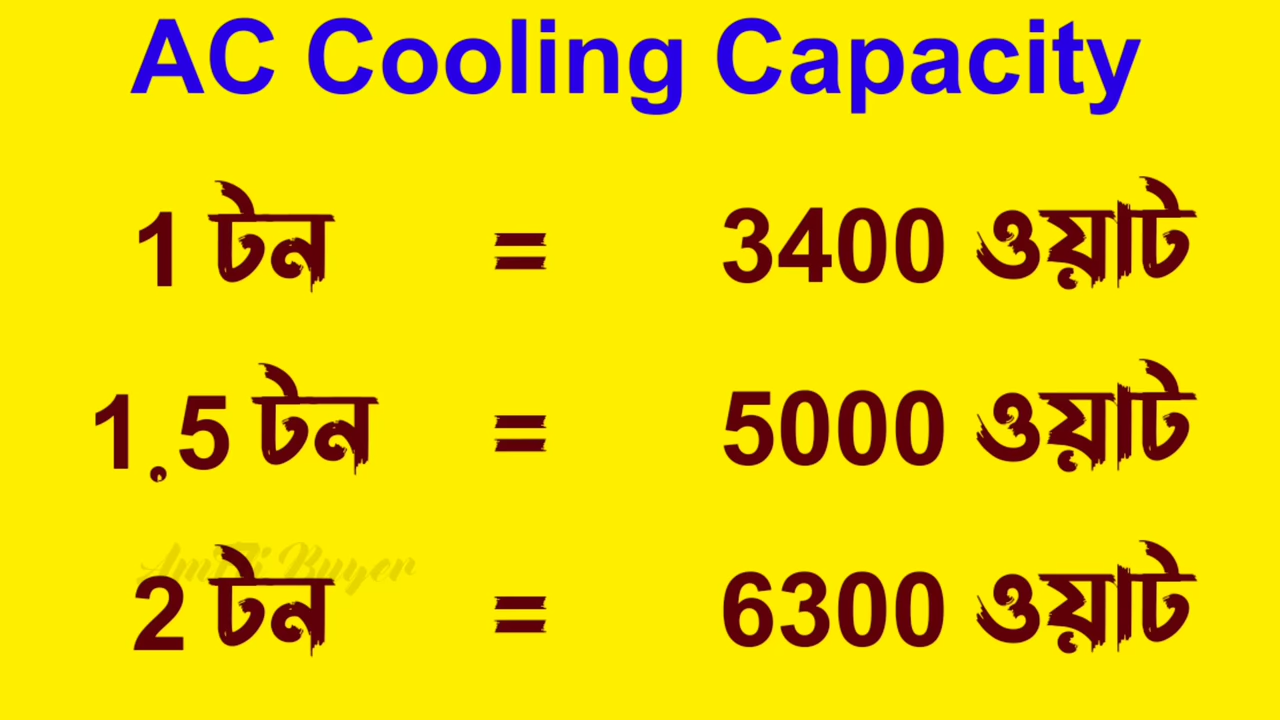 AC Cooling Capacity
1 টন = 3400 ওয়াট
1.5 টন = 5000 ওয়াট
2 টন = 6300 ওয়াট